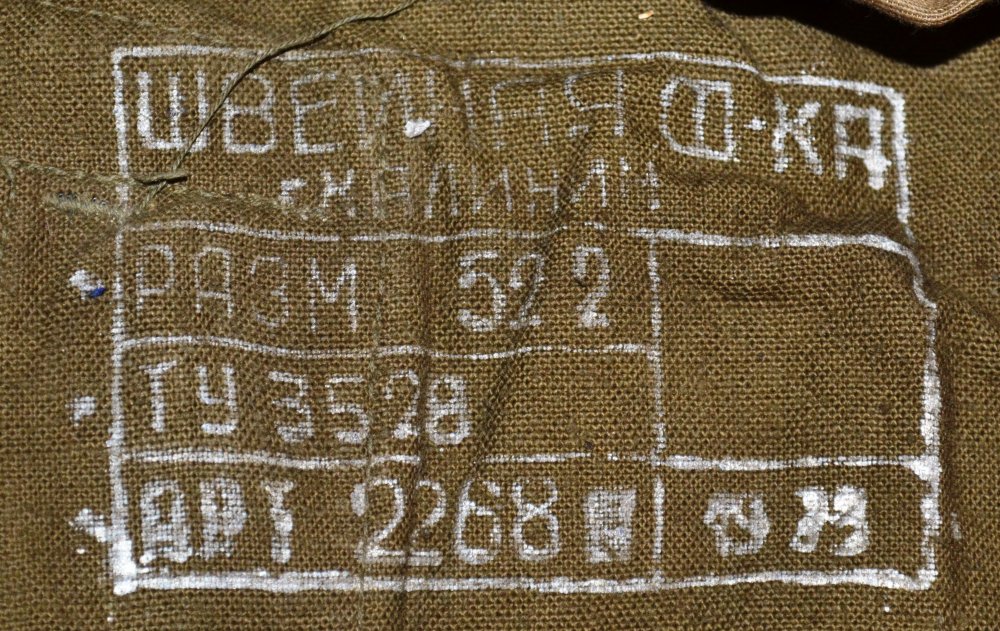 ШВЕЙНАЯ Ф-КА
г.КАЛИНИН
РАЗМ 52 2
ТУ 3528
АРТ 2268